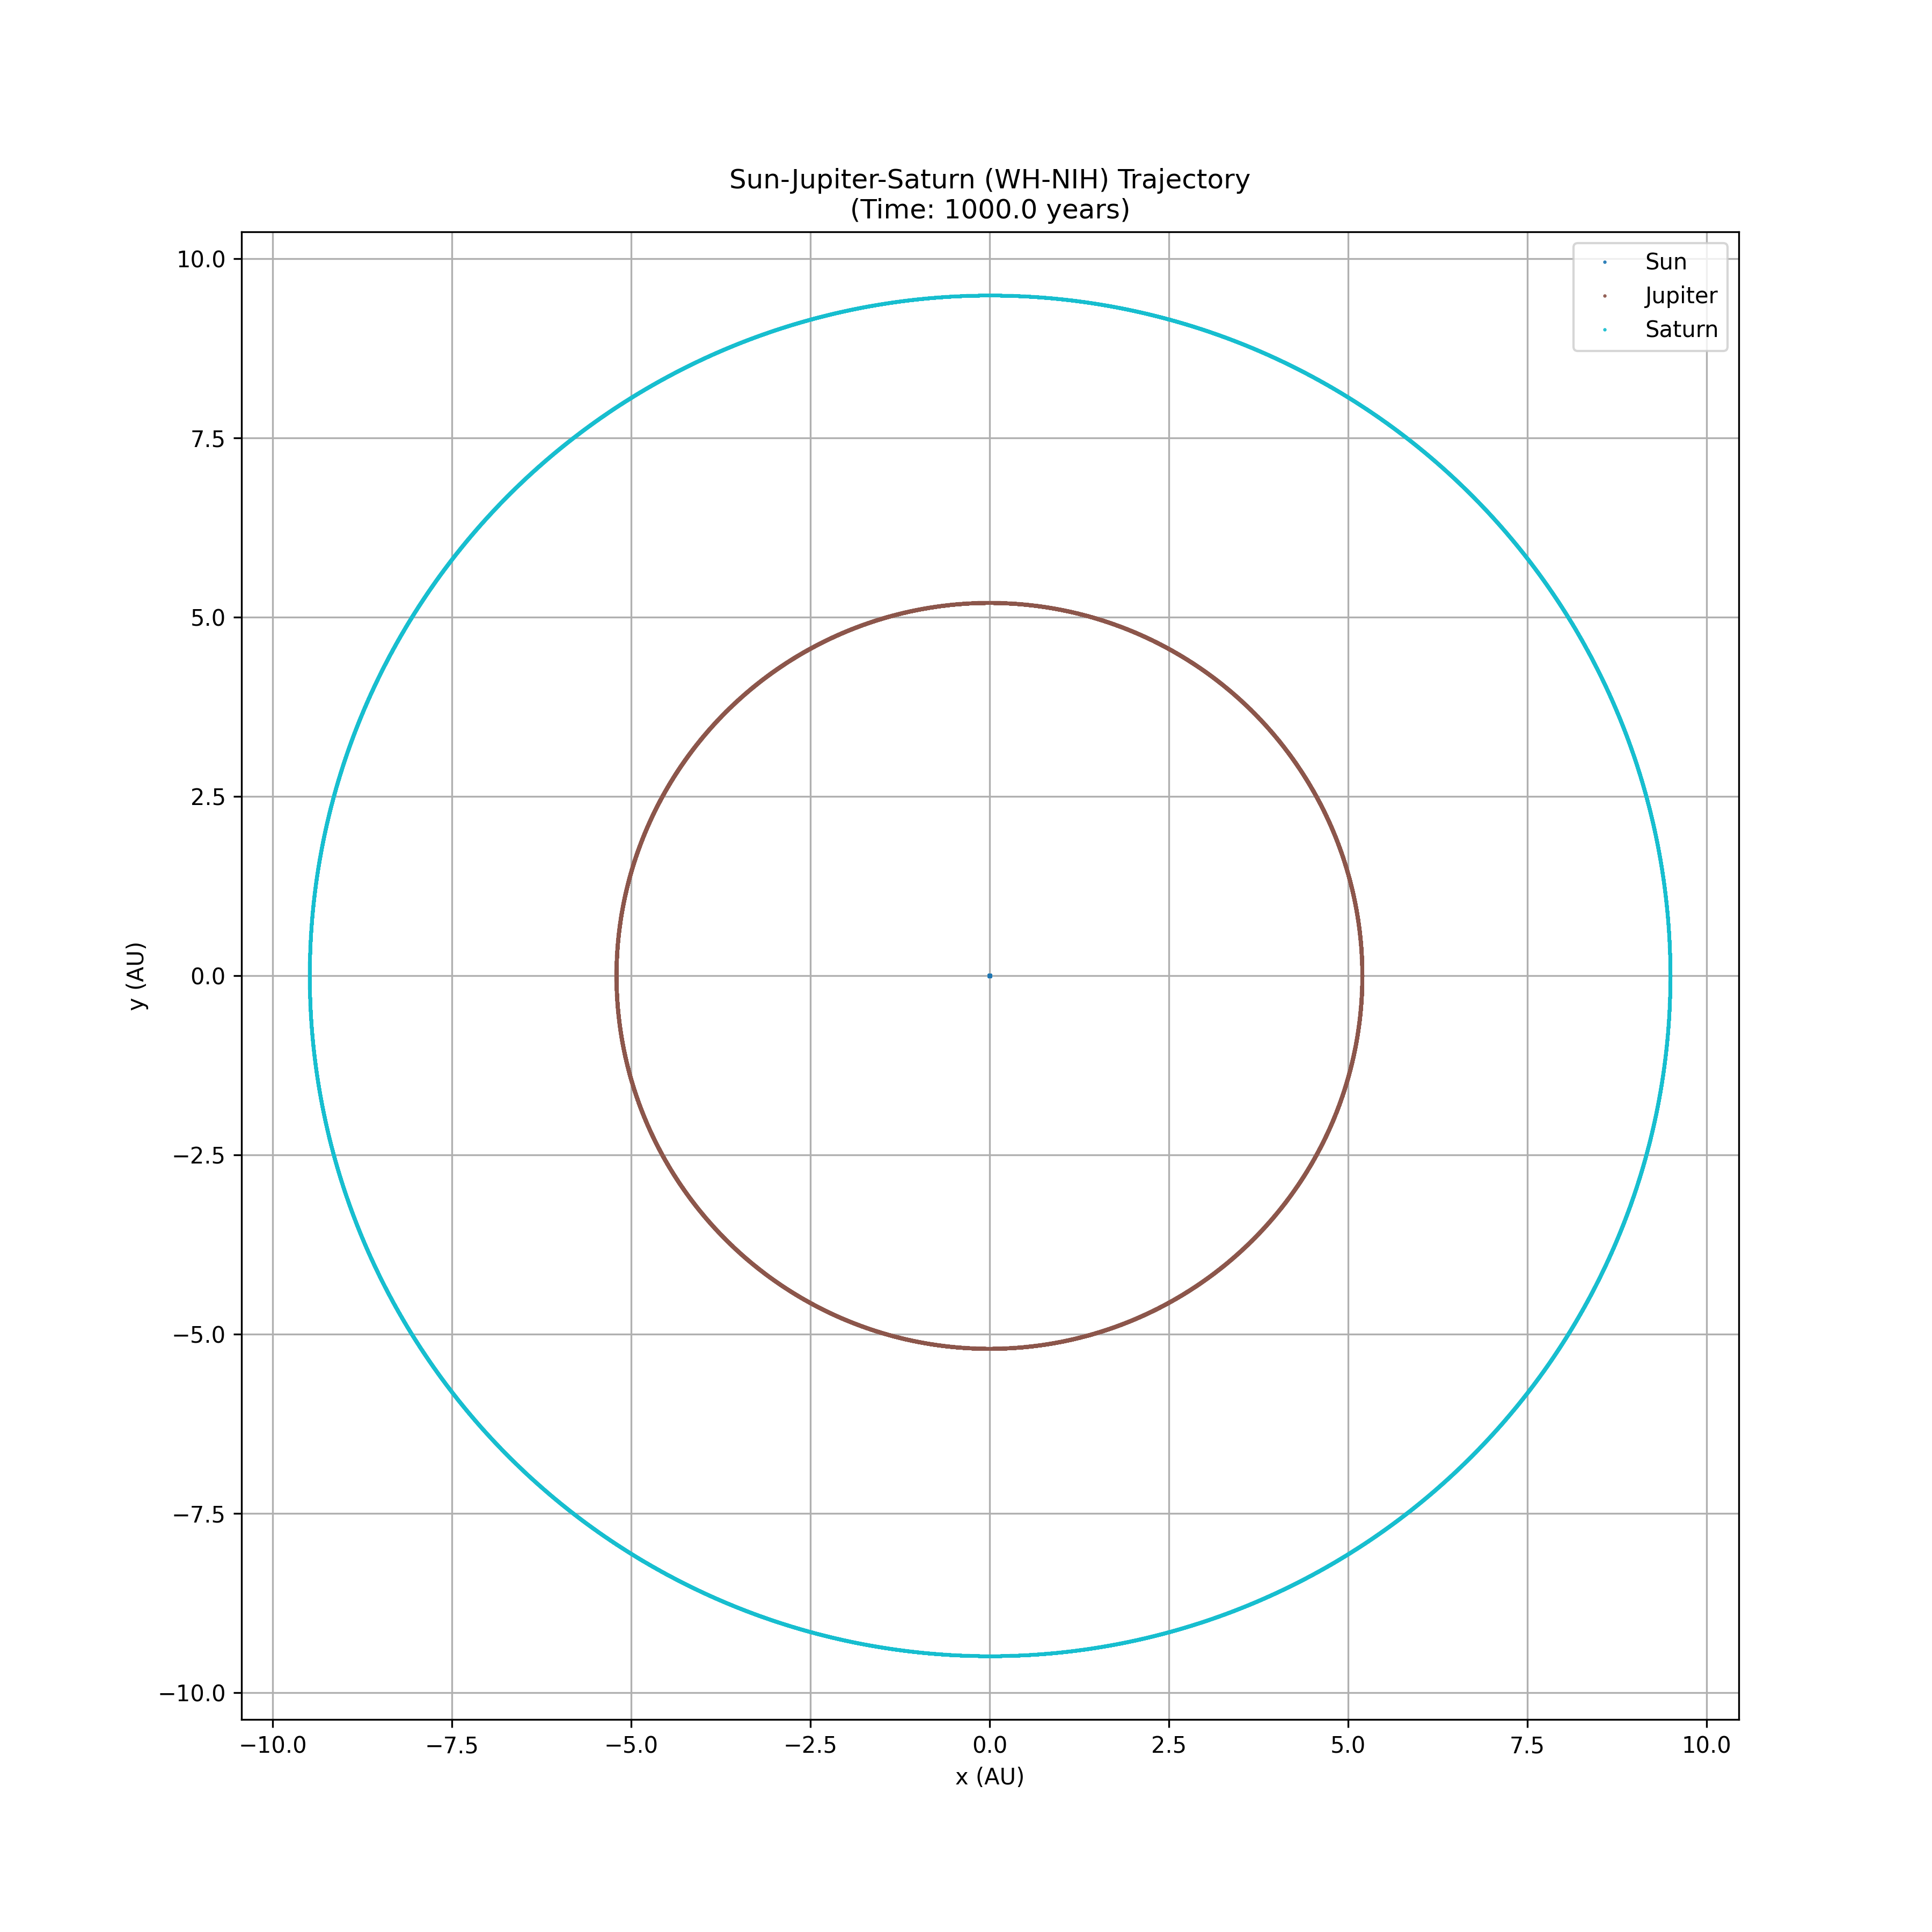 Sun-Jupiter-Saturn (WH-NIH) Trajectory
(Time: 1000.0 years)
Sun
Jupiter
Saturn
10.0
7.5
5.0
2.5
0.0
−2.5
−5.0
−7.5
−10.0
y (AU)
−10.0 −7.5 −5.0 −2.5 0.0 2.5 5.0 7.5 10.0
x (AU)